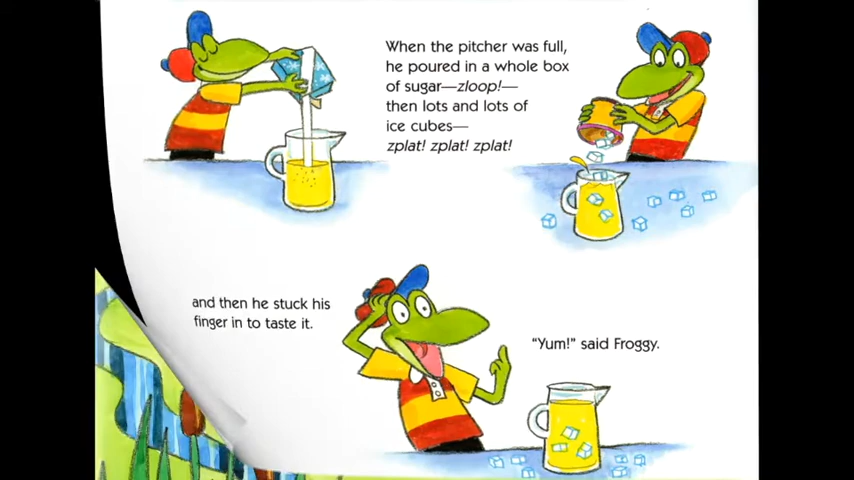 When the pitcher was full,
he poured in a whole box
of sugar—zloop!—
then lots and lots of
ice cubes—
zplat! zplat! zplat!
and then he stuck his
finger in to taste it.
“Yum!” said Froggy.